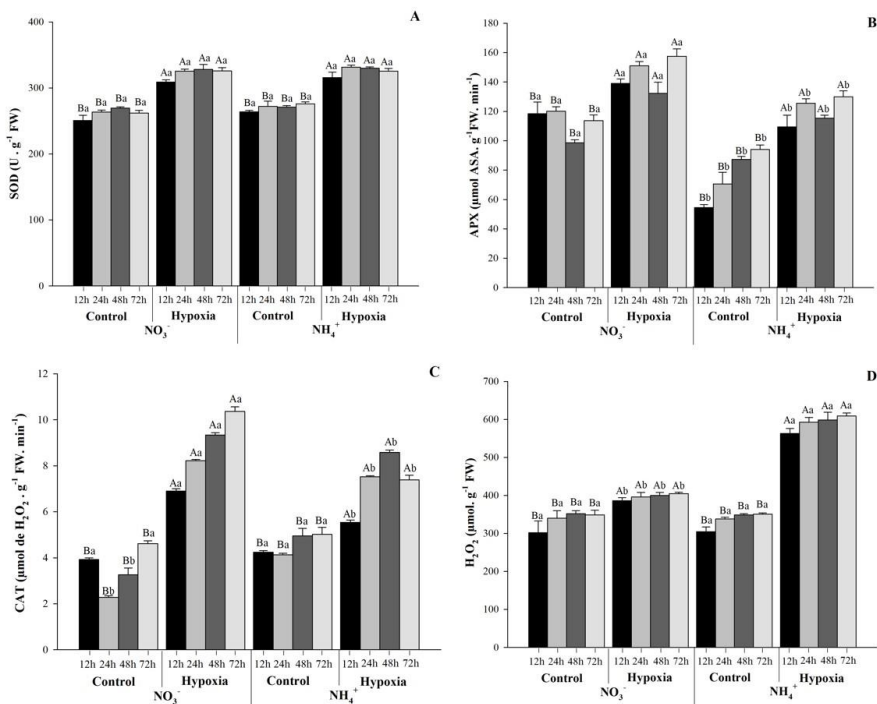 A
SOD (U . g⁻¹ FW)
400
300
200
100
0
Ba Ba Ba Ba Aa Aa Aa Aa Ba Ba Ba Ba Aa Aa Aa Aa
12h 24h 48h 72h 12h 24h 48h 72h 12h 24h 48h 72h 12h 24h 48h 72h
Control Hypoxia Control Hypoxia
NO₃⁻ NH₄⁺
B
APX (µmol ASA. g⁻¹FW. min⁻¹)
180
160
140
120
100
80
60
40
20
0
Ba Ba Ba Ba Aa Aa Aa Aa Bb Bb Bb Bb Ab Ab Ab Ab
12h 24h 48h 72h 12h 24h 48h 72h 12h 24h 48h 72h 12h 24h 48h 72h
Control Hypoxia Control Hypoxia
NO₃⁻ NH₄⁺
C
CAT (µmol de H₂O₂ . g⁻¹ FW. min⁻¹)
12
10
8
6
4
2
0
Ba Bb Bb Ba Aa Aa Aa Aa Ba Ba Ba Ba Ab Ab Ab Ab
12h 24h 48h 72h 12h 24h 48h 72h 12h 24h 48h 72h 12h 24h 48h 72h
Control Hypoxia Control Hypoxia
NO₃⁻ NH₄⁺
D
H₂O₂ (µmol. g⁻¹ FW)
700
600
500
400
300
200
100
0
Ba Ba Ba Ba Ab Ab Ab Ab Ba Ba Ba Ba Aa Aa Aa Aa
12h 24h 48h 72h 12h 24h 48h 72h 12h 24h 48h 72h 12h 24h 48h 72h
Control Hypoxia Control Hypoxia
NO₃⁻ NH₄⁺